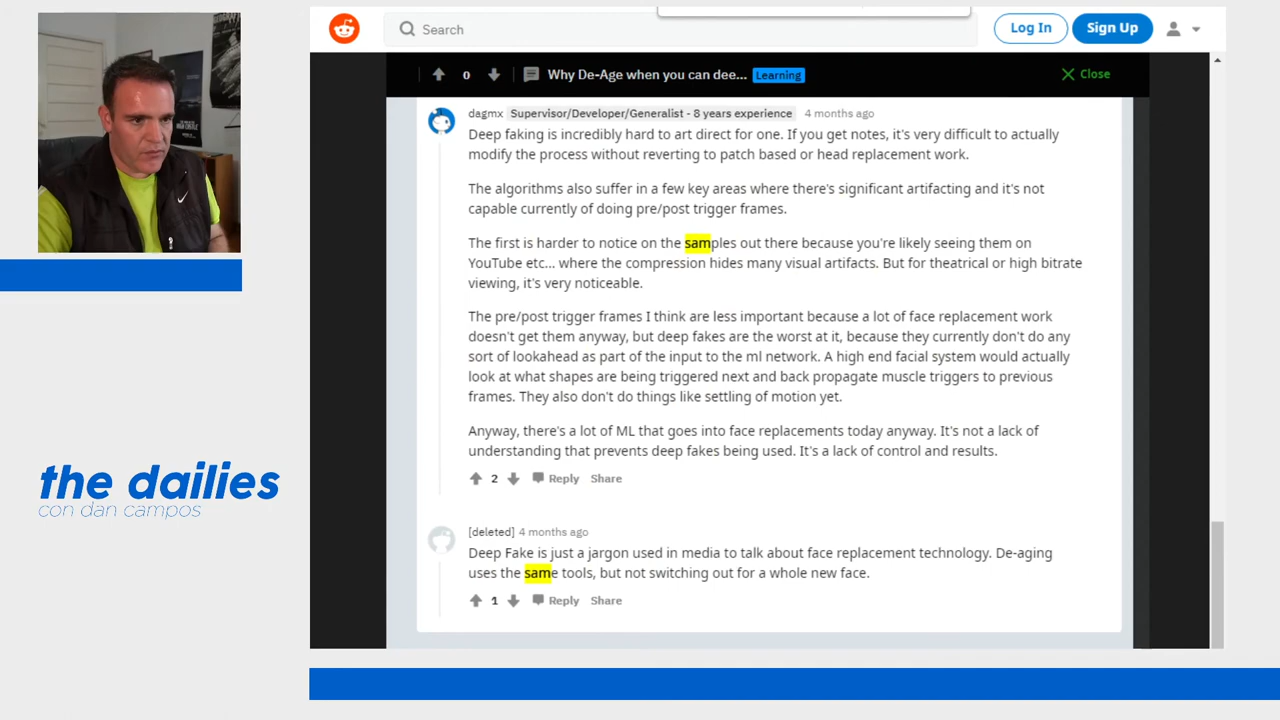 Search
Log In
Sign Up
0
Why De-Age when you can dee...
Learning
Close
dagmx Supervisor/Developer/Generalist - 8 years experience 4 months ago
Deep faking is incredibly hard to art direct for one. If you get notes, it's very difficult to actually
modify the process without reverting to patch based or head replacement work.
The algorithms also suffer in a few key areas where there's significant artifacting and it's not
capable currently of doing pre/post trigger frames.
The first is harder to notice on the samples out there because you're likely seeing them on
YouTube etc... where the compression hides many visual artifacts. But for theatrical or high bitrate
viewing, it's very noticeable.
The pre/post trigger frames I think are less important because a lot of face replacement work
doesn't get them anyway, but deep fakes are the worst at it, because they currently don't do any
sort of lookahead as part of the input to the ml network. A high end facial system would actually
look at what shapes are being triggered next and back propagate muscle triggers to previous
frames. They also don't do things like settling of motion yet.
Anyway, there's a lot of ML that goes into face replacements today anyway. It's not a lack of
understanding that prevents deep fakes being used. It's a lack of control and results.
2 Reply Share
[deleted] 4 months ago
Deep Fake is just a jargon used in media to talk about face replacement technology. De-aging
uses the same tools, but not switching out for a whole new face.
1 Reply Share
the dailies
con dan campos